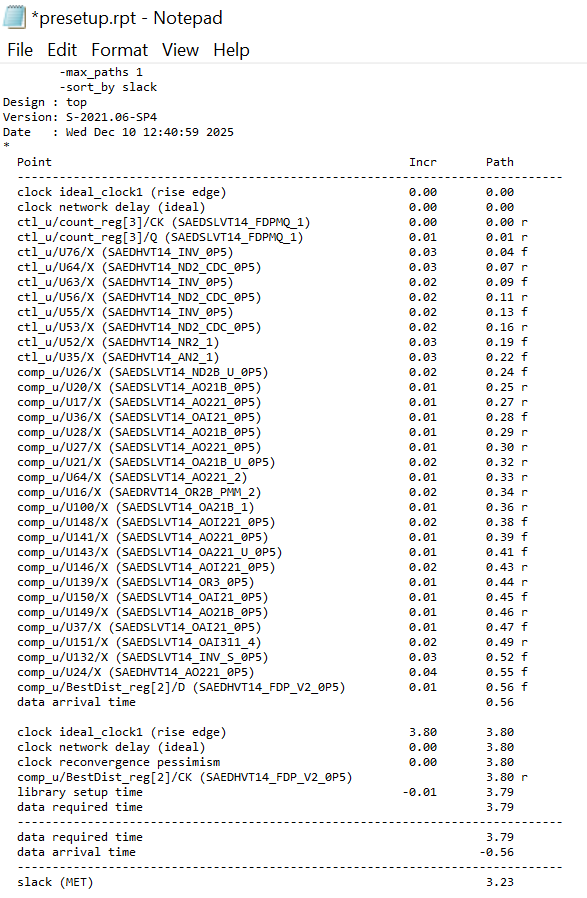 *presetup.rpt - Notepad
File Edit Format View Help
-max_paths 1
-sort_by slack
Design : top
Version: S-2021.06-SP4
Date   : Wed Dec 10 12:40:59 2025
*
Point Incr Path
---------------------------------------------------------------------------
clock ideal_clock1 (rise edge) 0.00 0.00
clock network delay (ideal) 0.00 0.00
ctl_u/count_reg[3]/CK (SAEDSLVT14_FDPMQ_1) 0.00 0.00 r
ctl_u/count_reg[3]/Q (SAEDSLVT14_FDPMQ_1) 0.01 0.01 r
ctl_u/U76/X (SAEDHVT14_INV_0P5) 0.03 0.04 f
ctl_u/U64/X (SAEDHVT14_ND2_CDC_0P5) 0.03 0.07 r
ctl_u/U63/X (SAEDHVT14_INV_0P5) 0.02 0.09 f
ctl_u/U56/X (SAEDHVT14_ND2_CDC_0P5) 0.02 0.11 r
ctl_u/U55/X (SAEDHVT14_INV_0P5) 0.02 0.13 f
ctl_u/U53/X (SAEDHVT14_ND2_CDC_0P5) 0.02 0.16 r
ctl_u/U52/X (SAEDHVT14_NR2_1) 0.03 0.19 f
ctl_u/U35/X (SAEDHVT14_AN2_1) 0.03 0.22 f
comp_u/U26/X (SAEDSLVT14_ND2B_U_0P5) 0.02 0.24 f
comp_u/U20/X (SAEDSLVT14_AO21B_0P5) 0.01 0.25 r
comp_u/U17/X (SAEDSLVT14_AO221_0P5) 0.01 0.27 r
comp_u/U36/X (SAEDSLVT14_OAI21_0P5) 0.01 0.28 f
comp_u/U28/X (SAEDSLVT14_AO21B_0P5) 0.01 0.29 r
comp_u/U27/X (SAEDSLVT14_AO221_0P5) 0.01 0.30 r
comp_u/U21/X (SAEDSLVT14_OA21B_U_0P5) 0.02 0.32 r
comp_u/U64/X (SAEDSLVT14_AO221_2) 0.01 0.33 r
comp_u/U16/X (SAEDRVT14_OR2B_PMM_2) 0.02 0.34 r
comp_u/U100/X (SAEDSLVT14_OA21B_1) 0.01 0.36 r
comp_u/U148/X (SAEDSLVT14_AOI221_0P5) 0.02 0.38 f
comp_u/U141/X (SAEDSLVT14_AO221_0P5) 0.01 0.39 f
comp_u/U143/X (SAEDSLVT14_OA221_U_0P5) 0.01 0.41 f
comp_u/U146/X (SAEDSLVT14_AOI221_0P5) 0.02 0.43 r
comp_u/U139/X (SAEDSLVT14_OR3_0P5) 0.01 0.44 r
comp_u/U150/X (SAEDSLVT14_OAI21_0P5) 0.01 0.45 f
comp_u/U149/X (SAEDSLVT14_AO21B_0P5) 0.01 0.46 r
comp_u/U37/X (SAEDSLVT14_OAI21_0P5) 0.01 0.47 f
comp_u/U151/X (SAEDSLVT14_OAI311_4) 0.02 0.49 r
comp_u/U132/X (SAEDSLVT14_INV_S_0P5) 0.03 0.52 f
comp_u/U24/X (SAEDHVT14_AO221_0P5) 0.04 0.55 f
comp_u/BestDist_reg[2]/D (SAEDHVT14_FDP_V2_0P5) 0.01 0.56 f
data arrival time 0.56
clock ideal_clock1 (rise edge) 3.80 3.80
clock network delay (ideal) 0.00 3.80
clock reconvergence pessimism 0.00 3.80
comp_u/BestDist_reg[2]/CK (SAEDHVT14_FDP_V2_0P5) 3.80 r
library setup time -0.01 3.79
data required time 3.79
---------------------------------------------------------------------------
data required time 3.79
data arrival time -0.56
---------------------------------------------------------------------------
slack (MET) 3.23